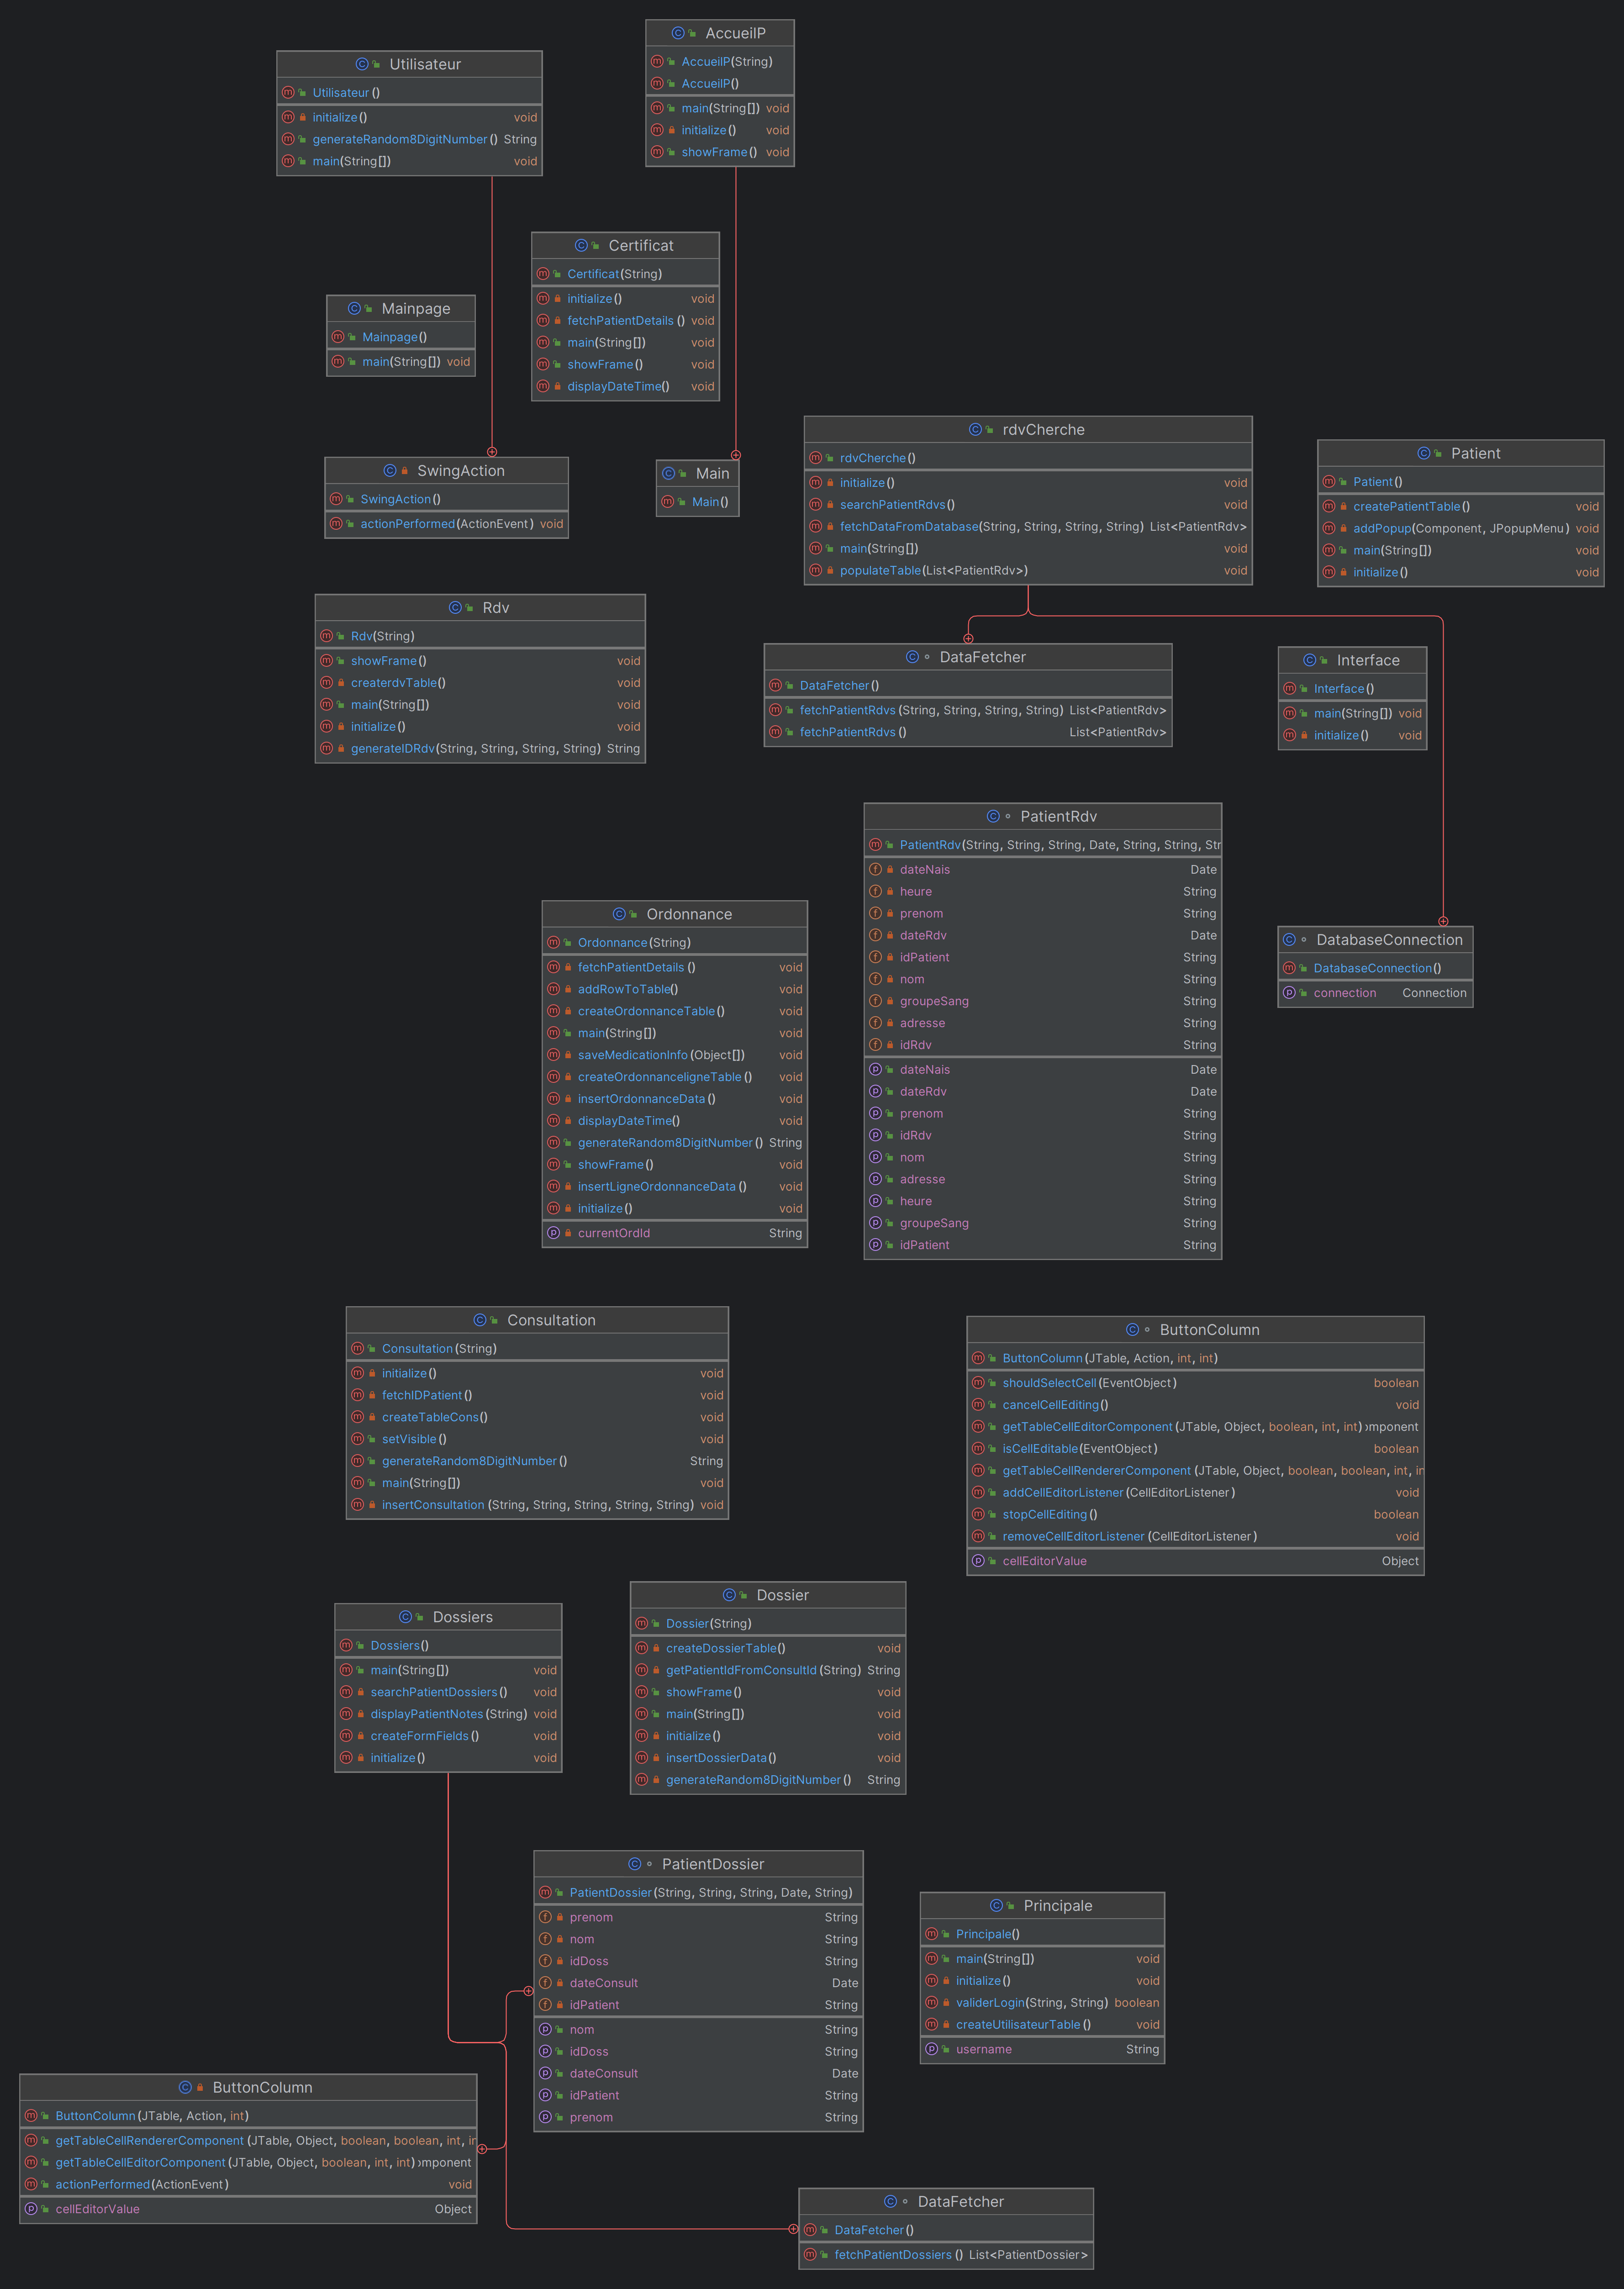 AccueilP
AccueilP(String)
AccueilP()
main(String[]) void
initialize() void
showFrame() void
Utilisateur
Utilisateur()
initialize() void
generateRandom8DigitNumber() String
main(String[]) void
Certificat
Certificat(String)
initialize() void
fetchPatientDetails() void
main(String[]) void
showFrame() void
displayDateTime() void
Mainpage
Mainpage()
main(String[]) void
SwingAction
SwingAction()
actionPerformed(ActionEvent) void
Main
Main()
rdvCherche
rdvCherche()
initialize() void
searchPatientRdvs() void
fetchDataFromDatabase(String, String, String, String) List<PatientRdv>
main(String[]) void
populateTable(List<PatientRdv>) void
Patient
Patient()
createPatientTable() void
addPopup(Component, JPopupMenu) void
main(String[]) void
initialize() void
Rdv
Rdv(String)
showFrame() void
createrdvTable() void
main(String[]) void
initialize() void
generateIDRdv(String, String, String, String) String
DataFetcher
DataFetcher()
fetchPatientRdvs(String, String, String, String) List<PatientRdv>
fetchPatientRdvs() List<PatientRdv>
Interface
Interface()
main(String[]) void
initialize() void
PatientRdv
PatientRdv(String, String, String, Date, String, String, Str
dateNais Date
heure String
prenom String
dateRdv Date
idPatient String
nom String
groupeSang String
adresse String
idRdv String
dateNais Date
dateRdv Date
prenom String
idRdv String
nom String
adresse String
heure String
groupeSang String
idPatient String
Ordonnance
Ordonnance(String)
fetchPatientDetails() void
addRowToTable() void
createOrdonnanceTable() void
main(String[]) void
saveMedicationInfo(Object[]) void
createOrdonnanceligneTable() void
insertOrdonnanceData() void
displayDateTime() void
generateRandom8DigitNumber() String
showFrame() void
insertLigneOrdonnanceData() void
initialize() void
currentOrdId String
DatabaseConnection
DatabaseConnection()
connection Connection
Consultation
Consultation(String)
initialize() void
fetchIDPatient() void
createTableCons() void
setVisible() void
generateRandom8DigitNumber() String
main(String[]) void
insertConsultation(String, String, String, String, String) void
ButtonColumn
ButtonColumn(JTable, Action, int, int)
shouldSelectCell(EventObject) boolean
cancelCellEditing() void
getTableCellEditorComponent(JTable, Object, boolean, int, int) mponent
isCellEditable(EventObject) boolean
getTableCellRendererComponent(JTable, Object, boolean, boolean, int, in
addCellEditorListener(CellEditorListener) void
stopCellEditing() boolean
removeCellEditorListener(CellEditorListener) void
cellEditorValue Object
Dossiers
Dossiers()
main(String[]) void
searchPatientDossiers() void
displayPatientNotes(String) void
createFormFields() void
initialize() void
Dossier
Dossier(String)
createDossierTable() void
getPatientIdFromConsultId(String) String
showFrame() void
main(String[]) void
initialize() void
insertDossierData() void
generateRandom8DigitNumber() String
PatientDossier
PatientDossier(String, String, String, Date, String)
prenom String
nom String
idDoss String
dateConsult Date
idPatient String
nom String
idDoss String
dateConsult Date
idPatient String
prenom String
Principale
Principale()
main(String[]) void
initialize() void
validerLogin(String, String) boolean
createUtilisateurTable() void
username String
ButtonColumn
ButtonColumn(JTable, Action, int)
getTableCellRendererComponent(JTable, Object, boolean, boolean, int, in
getTableCellEditorComponent(JTable, Object, boolean, int, int) mponent
actionPerformed(ActionEvent) void
cellEditorValue Object
DataFetcher
DataFetcher()
fetchPatientDossiers() List<PatientDossier>